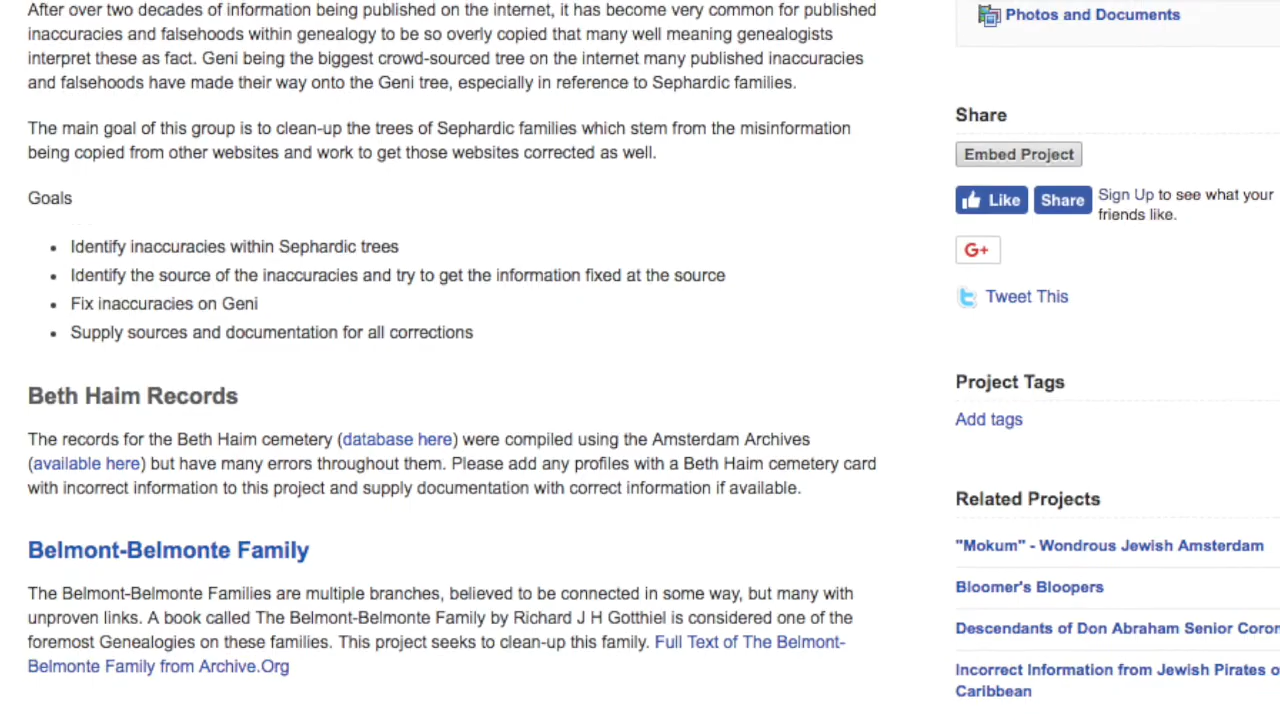 After over two decades of information being published on the internet, it has become very common for published
inaccuracies and falsehoods within genealogy to be so overly copied that many well meaning genealogists
interpret these as fact. Geni being the biggest crowd-sourced tree on the internet many published inaccuracies
and falsehoods have made their way onto the Geni tree, especially in reference to Sephardic families.
The main goal of this group is to clean-up the trees of Sephardic families which stem from the misinformation
being copied from other websites and work to get those websites corrected as well.
Goals
• Identify inaccuracies within Sephardic trees
• Identify the source of the inaccuracies and try to get the information fixed at the source
• Fix inaccuracies on Geni
• Supply sources and documentation for all corrections
Beth Haim Records
The records for the Beth Haim cemetery (database here) were compiled using the Amsterdam Archives
(available here) but have many errors throughout them. Please add any profiles with a Beth Haim cemetery card
with incorrect information to this project and supply documentation with correct information if available.
Belmont-Belmonte Family
The Belmont-Belmonte Families are multiple branches, believed to be connected in some way, but many with
unproven links. A book called The Belmont-Belmonte Family by Richard J H Gotthiel is considered one of the
foremost Genealogies on these families. This project seeks to clean-up this family. Full Text of The Belmont-
Belmonte Family from Archive.Org
Photos and Documents
Share
Embed Project
Like Share Sign Up to see what your
friends like.
G+
Tweet This
Project Tags
Add tags
Related Projects
"Mokum" - Wondrous Jewish Amsterdam
Bloomer's Bloopers
Descendants of Don Abraham Senior Coron
Incorrect Information from Jewish Pirates o
Caribbean